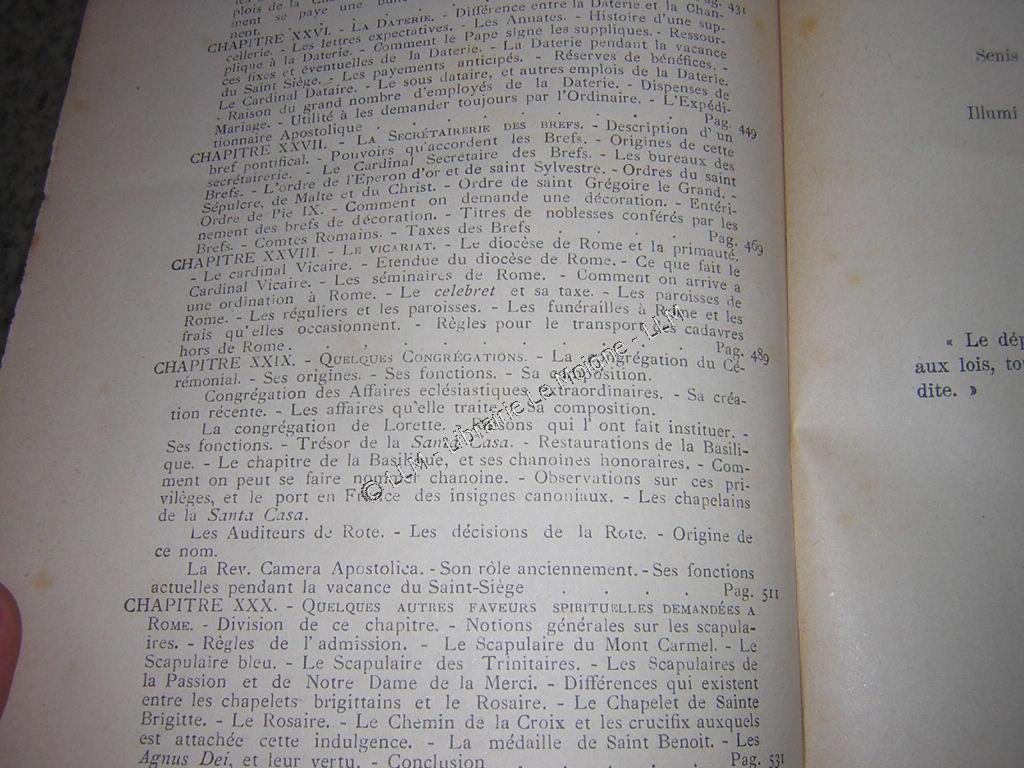 plois de la
ment se paye une
nent. Pag. 431
CHAPITRE XXVI. - LA DATERIE. - Différence entre la Daterie et la Chan-
cellerie. - Les lettres expectatives. - Les Annates. - Histoire d'une sup-
plique à la Daterie. - Comment le Pape signe les suppliques. - Ressour-
ces fixes et éventuelles de la Daterie. - La Daterie pendant la vacance
du Saint Siège. - Les payements anticipés. - Réserves de bénéfices. -
Le Cardinal Dataire. - Le sous dataire, et autres emplois de la Daterie.
- Raison du grand nombre d'employés de la Daterie. - Dispenses de
Mariage. - Utilité à les demander toujours par l'Ordinaire. - L'Expédi-
tionnaire Apostolique . . . . . . Pag. 449
CHAPITRE XXVII. - LA SECRÉTAIRERIE DES BREFS. - Description d'un
bref pontifical. - Pouvoirs qu'accordent les Brefs. - Origines de cette
secrétairerie. - Le Cardinal Secrétaire des Brefs. - Les bureaux des
Brefs. - L'ordre de l'Eperon d'or et de saint Sylvestre. - Ordres du saint
Sépulcre, de Malte et du Christ. - Ordre de saint Grégoire le Grand. -
Ordre de Pie IX. - Comment on demande une décoration. - Entéri-
nement des brefs de décoration. - Titres de noblesses conférés par les
Brefs. - Comtes Romains. - Taxes des Brefs . . . . Pag. 469
CHAPITRE XXVIII. - LE VICARIAT. - Le diocèse de Rome et la primauté.
- Le cardinal Vicaire. - Etendue du diocèse de Rome. - Ce que fait le
Cardinal Vicaire. - Les séminaires de Rome. - Comment on arrive a
une ordination à Rome. - Le celebret et sa taxe. - Les paroisses de
Rome. - Les réguliers et les paroisses. - Les funérailles à Rome et les
frais qu'elles occasionnent. - Règles pour le transport des cadavres
hors de Rome . . . . . . . . Pag. 489
CHAPITRE XXIX. - QUELQUES CONGRÉGATIONS. - La congrégation du Cé-
rémonial. - Ses origines. - Ses fonctions. - Sa composition.
Congrégation des Affaires eclésiastiques extraordinaires. - Sa créa-
tion récente. - Les affaires qu'elle traite. - Sa composition.
La congrégation de Lorette. - Raisons qui l'ont fait instituer. -
Ses fonctions. - Trésor de la Santa Casa. - Restaurations de la Basili-
que. - Le chapitre de la Basilique, et ses chanoines honoraires. - Com-
ment on peut se faire nommer chanoine. - Observations sur ces pri-
vilèges, et le port en France des insignes canoniaux. - Les chapelains
de la Santa Casa.
Les Auditeurs de Rote. - Les décisions de la Rote. - Origine de
ce nom.
La Rev. Camera Apostolica. - Son rôle anciennement. - Ses fonctions
actuelles pendant la vacance du Saint-Siège . . . . Pag. 511
CHAPITRE XXX. - QUELQUES AUTRES FAVEURS SPIRITUELLES DEMANDÉES A
ROME. - Division de ce chapitre. - Notions générales sur les scapula-
ires. - Règles de l'admission. - Le Scapulaire du Mont Carmel. - Le
Scapulaire bleu. - Le Scapulaire des Trinitaires. - Les Scapulaires de
la Passion et de Notre Dame de la Merci. - Différences qui existent
entre les chapelets brigittains et le Rosaire. - Le Chapelet de Sainte
Brigitte. - Le Rosaire. - Le Chemin de la Croix et les crucifix auxquels
est attachée cette indulgence. - La médaille de Saint Benoit. - Les
Agnus Dei, et leur vertu. - Conclusion . . . . Pag. 531
Senis
Illumi
« Le dép
aux lois, tou
dite. »
© LLM - Librairie Le Mojone - LLM